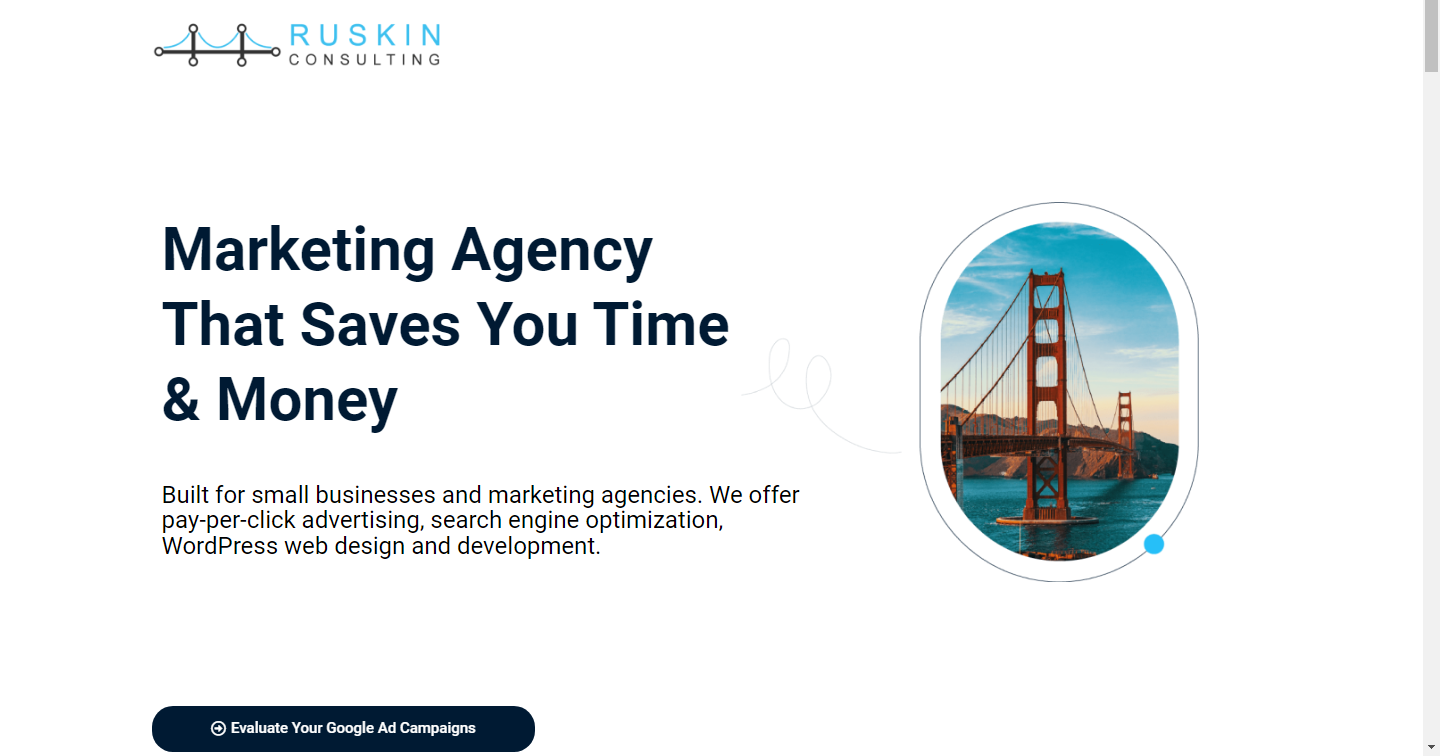 RUSKIN
CONSULTING
Marketing Agency
That Saves You Time
& Money
Built for small businesses and marketing agencies. We offer
pay-per-click advertising, search engine optimization,
WordPress web design and development.
Evaluate Your Google Ad Campaigns